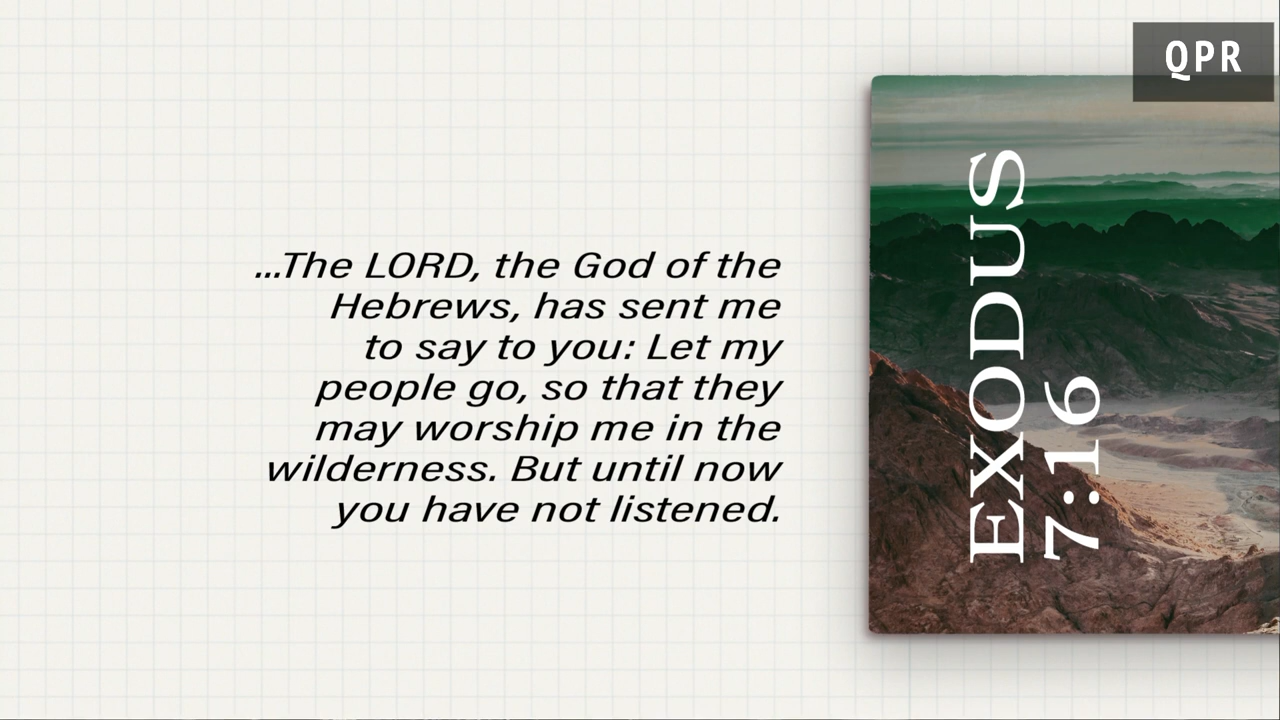 ...The LORD, the God of the
Hebrews, has sent me
to say to you: Let my
people go, so that they
may worship me in the
wilderness. But until now
you have not listened.
EXODUS
7:16
QPR